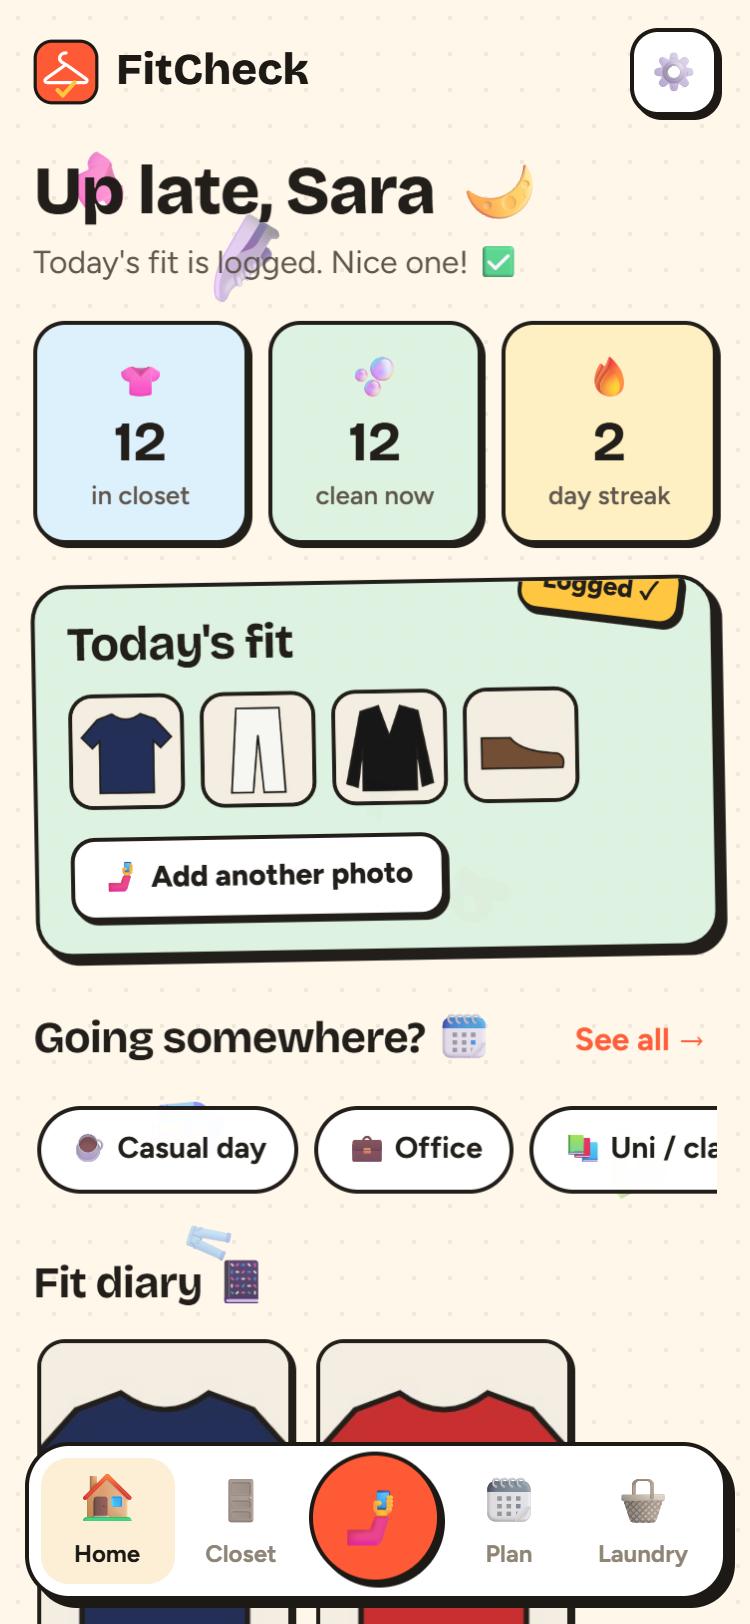 FitCheck
Up late, Sara
Today's fit is logged. Nice one!
12
in closet
12
clean now
2
day streak
Logged ✓
Today's fit
Add another photo
Going somewhere?
See all →
Casual day
Office
Uni / cla
Fit diary
Home
Closet
Plan
Laundry